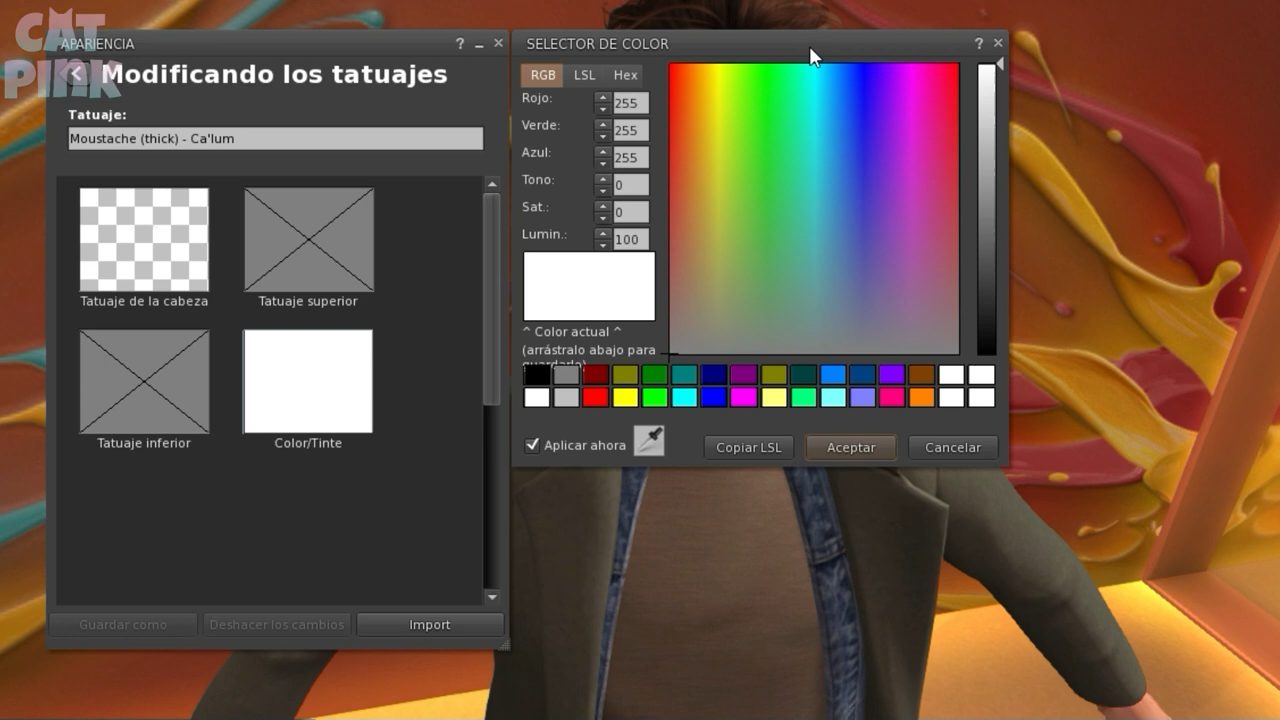 CAT
PINK
APARIENCIA
? _ ×
Modificando los tatuajes
Tatuaje:
Moustache (thick) - Ca'lum
Tatuaje de la cabeza
Tatuaje superior
Tatuaje inferior
Color/Tinte
Guardar como
Deshacer los cambios
Import
SELECTOR DE COLOR
? ×
RGB LSL Hex
Rojo: 255
Verde: 255
Azul: 255
Tono: 0
Sat.: 0
Lumin.: 100
^ Color actual ^
(arrástralo abajo para
guardarlo)
Aplicar ahora
Copiar LSL
Aceptar
Cancelar